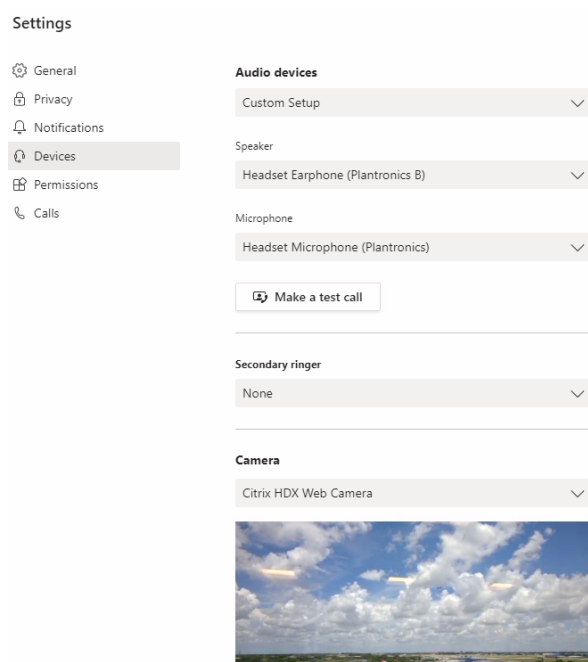 Settings
General
Privacy
Notifications
Devices
Permissions
Calls
Audio devices
Custom Setup
Speaker
Headset Earphone (Plantronics B)
Microphone
Headset Microphone (Plantronics)
Make a test call
Secondary ringer
None
Camera
Citrix HDX Web Camera